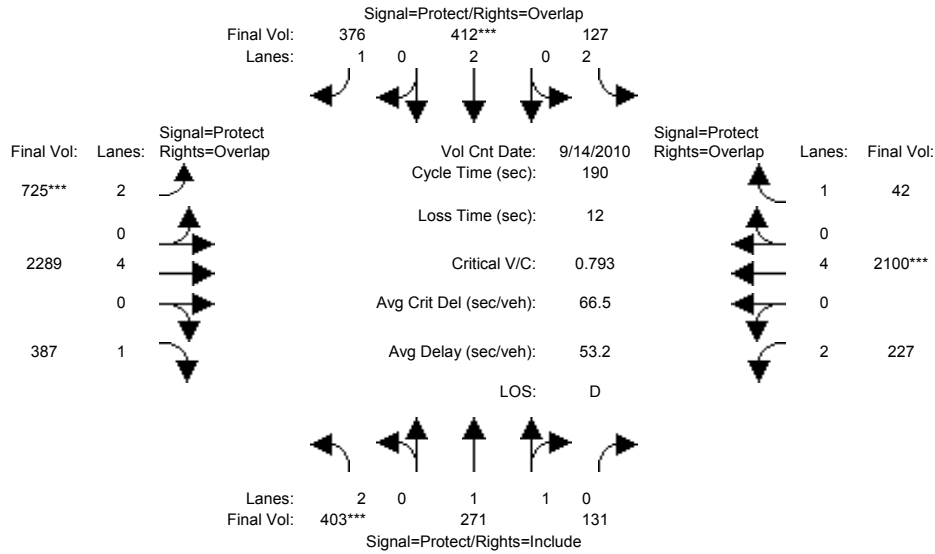 Signal=Protect/Rights=Overlap
Final Vol: 376 412*** 127
Lanes: 1 0 2 0 2
Signal=Protect
Final Vol: Lanes: Rights=Overlap
Vol Cnt Date: 9/14/2010
Signal=Protect
Rights=Overlap Lanes: Final Vol:
Cycle Time (sec): 190
725*** 2
1 42
Loss Time (sec): 12
0
0
2289 4
Critical V/C: 0.793
4 2100***
0
Avg Crit Del (sec/veh): 66.5
0
387 1
Avg Delay (sec/veh): 53.2
2 227
LOS: D
Lanes: 2 0 1 1 0
Final Vol: 403*** 271 131
Signal=Protect/Rights=Include